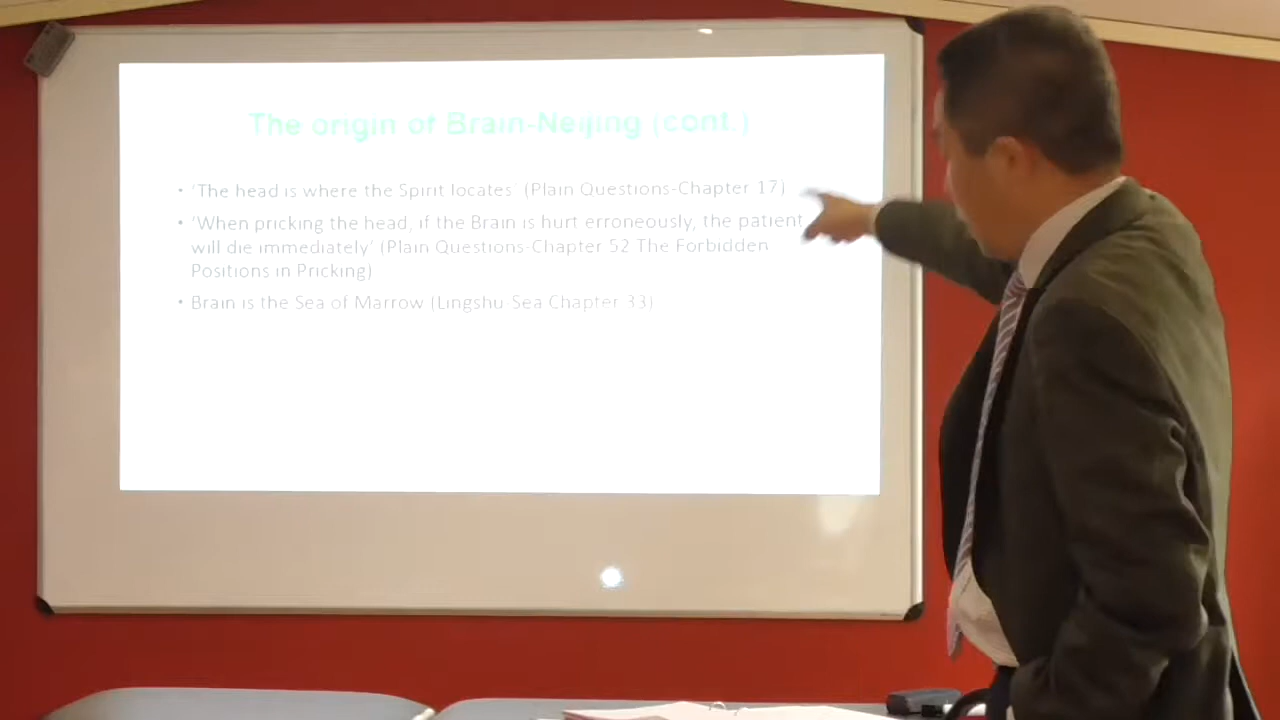 The origin of Brain-Neijing (cont.)
• 'The head is where the Spirit locates' (Plain Questions-Chapter 17)
• 'When pricking the head, if the Brain is hurt erroneously, the patient
will die immediately' (Plain Questions-Chapter 52 The Forbidden
Positions in Pricking)
• Brain is the Sea of Marrow (Lingshu-Sea Chapter-33)